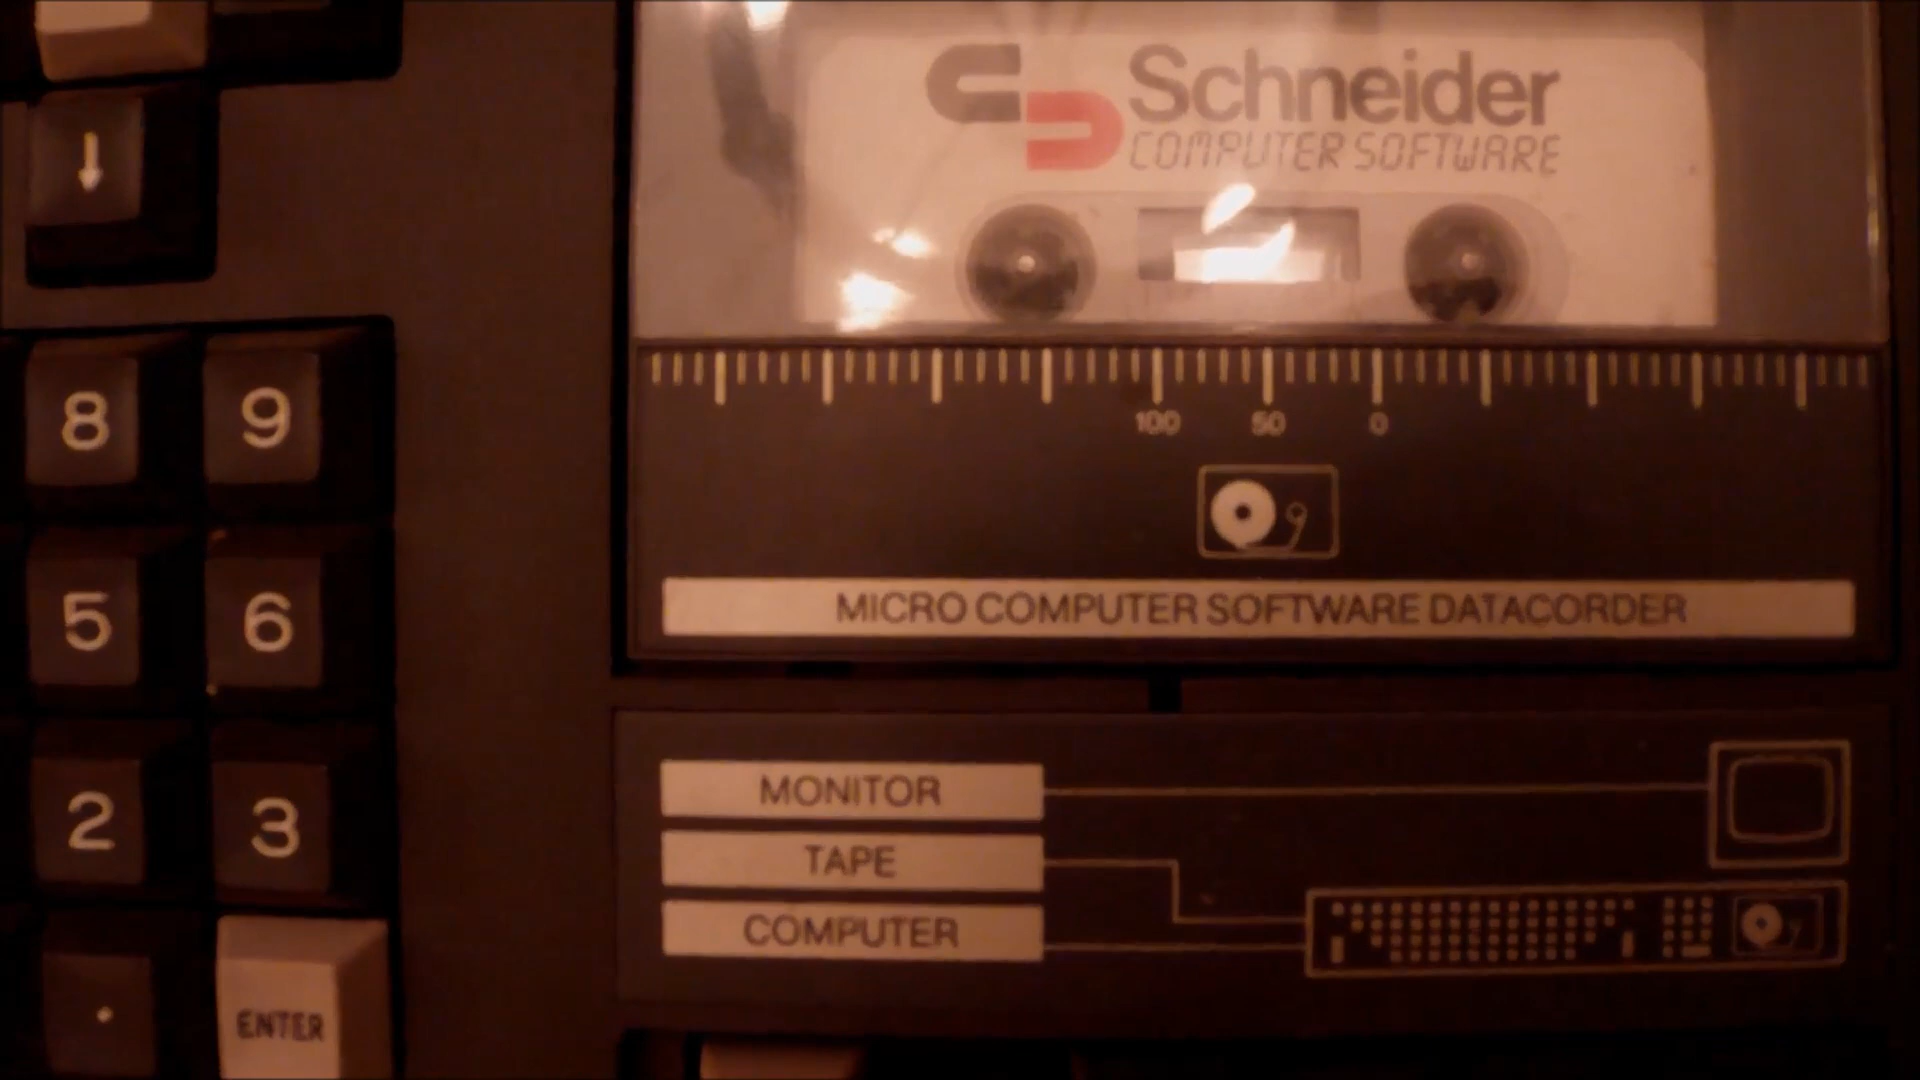 Schneider
COMPUTER SOFTWARE
↓
100 50 0
8 9
MICRO COMPUTER SOFTWARE DATACORDER
5 6
MONITOR
2 3
TAPE
COMPUTER
.
ENTER